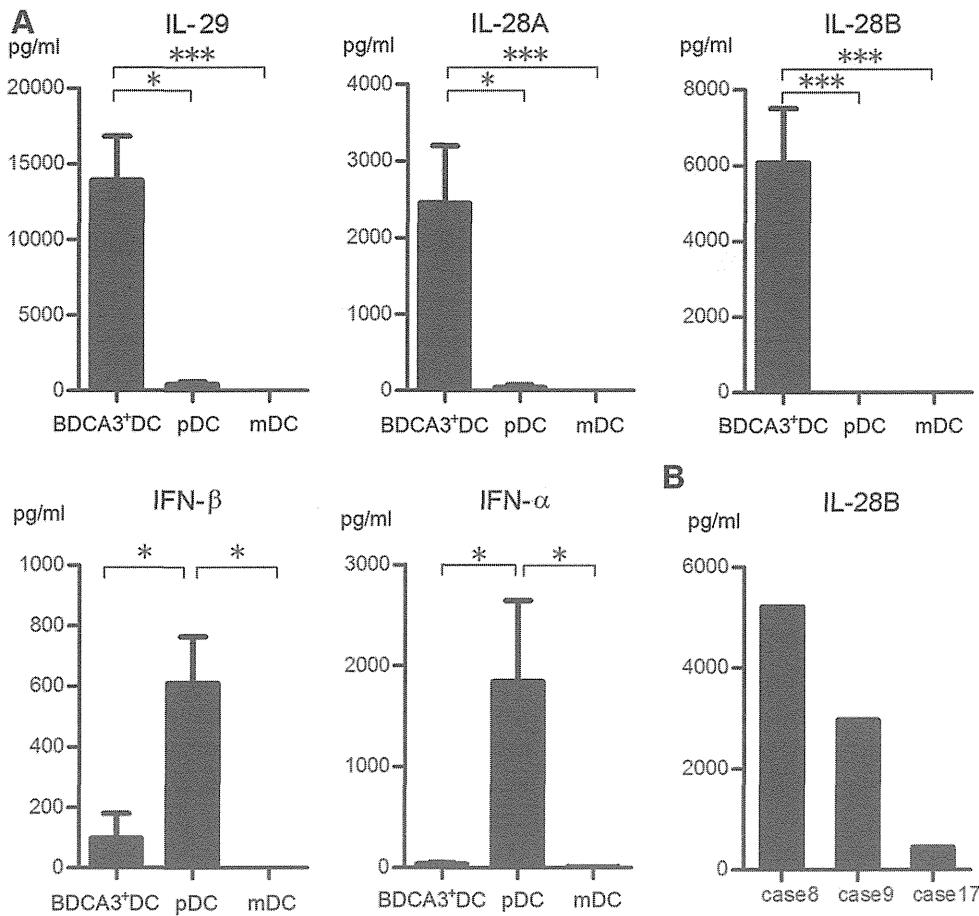 A
IL-29
pg/ml
***
*
20000
15000
10000
5000
0
BDCA3⁺DC pDC mDC
IL-28A
pg/ml
***
*
4000
3000
2000
1000
0
BDCA3⁺DC pDC mDC
IL-28B
pg/ml
***
***
8000
6000
4000
2000
0
BDCA3⁺DC pDC mDC
IFN-β
pg/ml
* *
1000
800
600
400
200
0
BDCA3⁺DC pDC mDC
IFN-α
pg/ml
* *
3000
2000
1000
0
BDCA3⁺DC pDC mDC
B
IL-28B
pg/ml
6000
4000
2000
0
case8 case9 case17